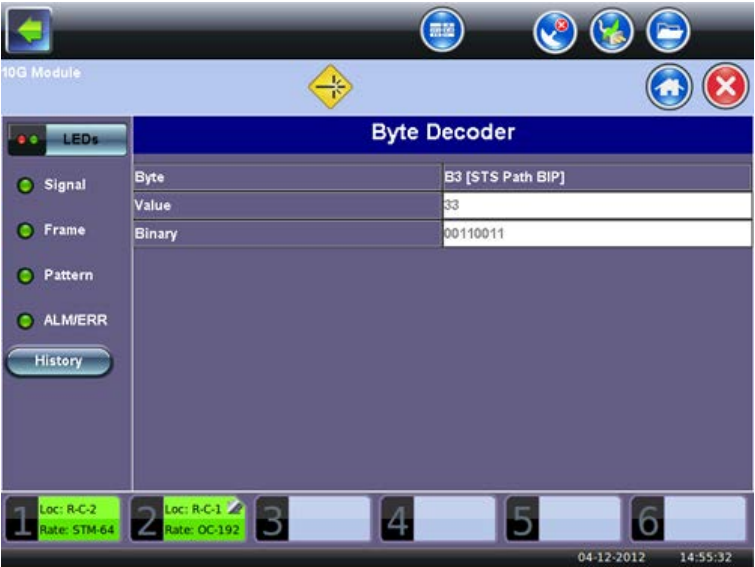 10G Module
LEDs
Byte Decoder
Signal
Byte B3 [STS Path BIP]
Value 33
Frame
Binary 00110011
Pattern
ALM/ERR
History
1 Loc: R-C-2
Rate: STM-64
2 Loc: R-C-1
Rate: OC-192
3
4
5
6
04-12-2012 14:55:32